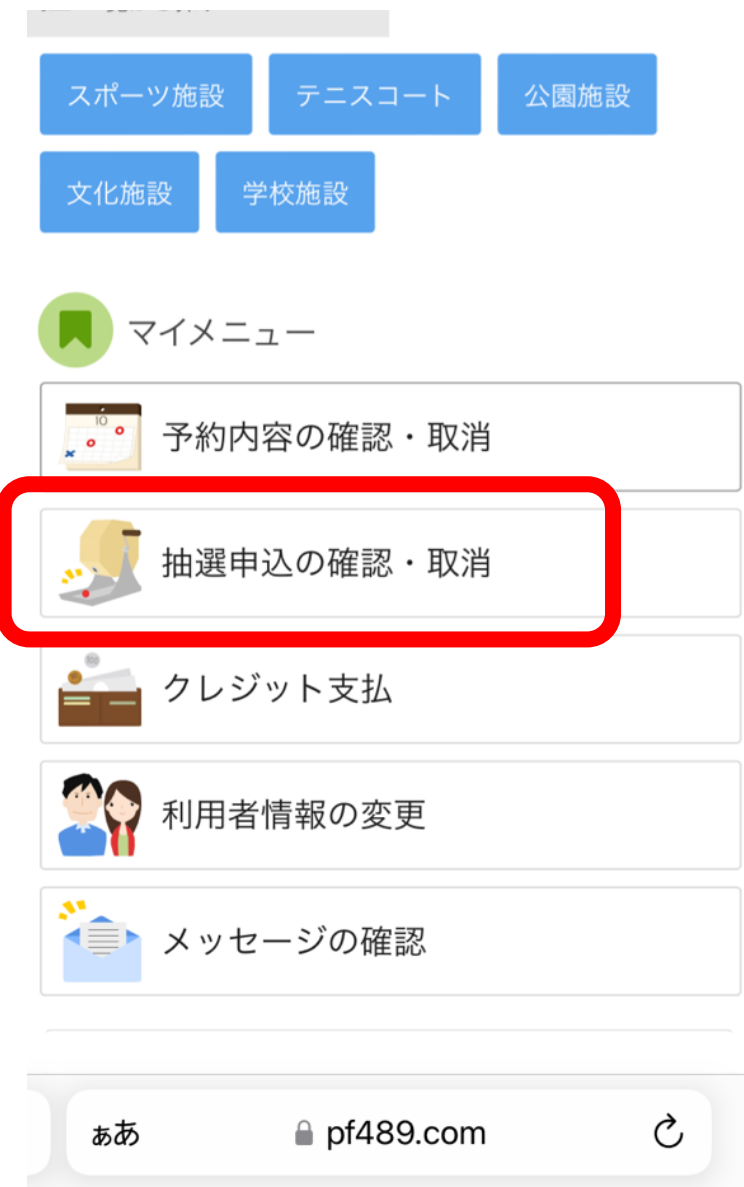 スポーツ施設 テニスコート 公園施設
文化施設 学校施設
マイメニュー
10
予約内容の確認・取消
抽選申込の確認・取消
100
クレジット支払
利用者情報の変更
メッセージの確認
ぁあ pf489.com